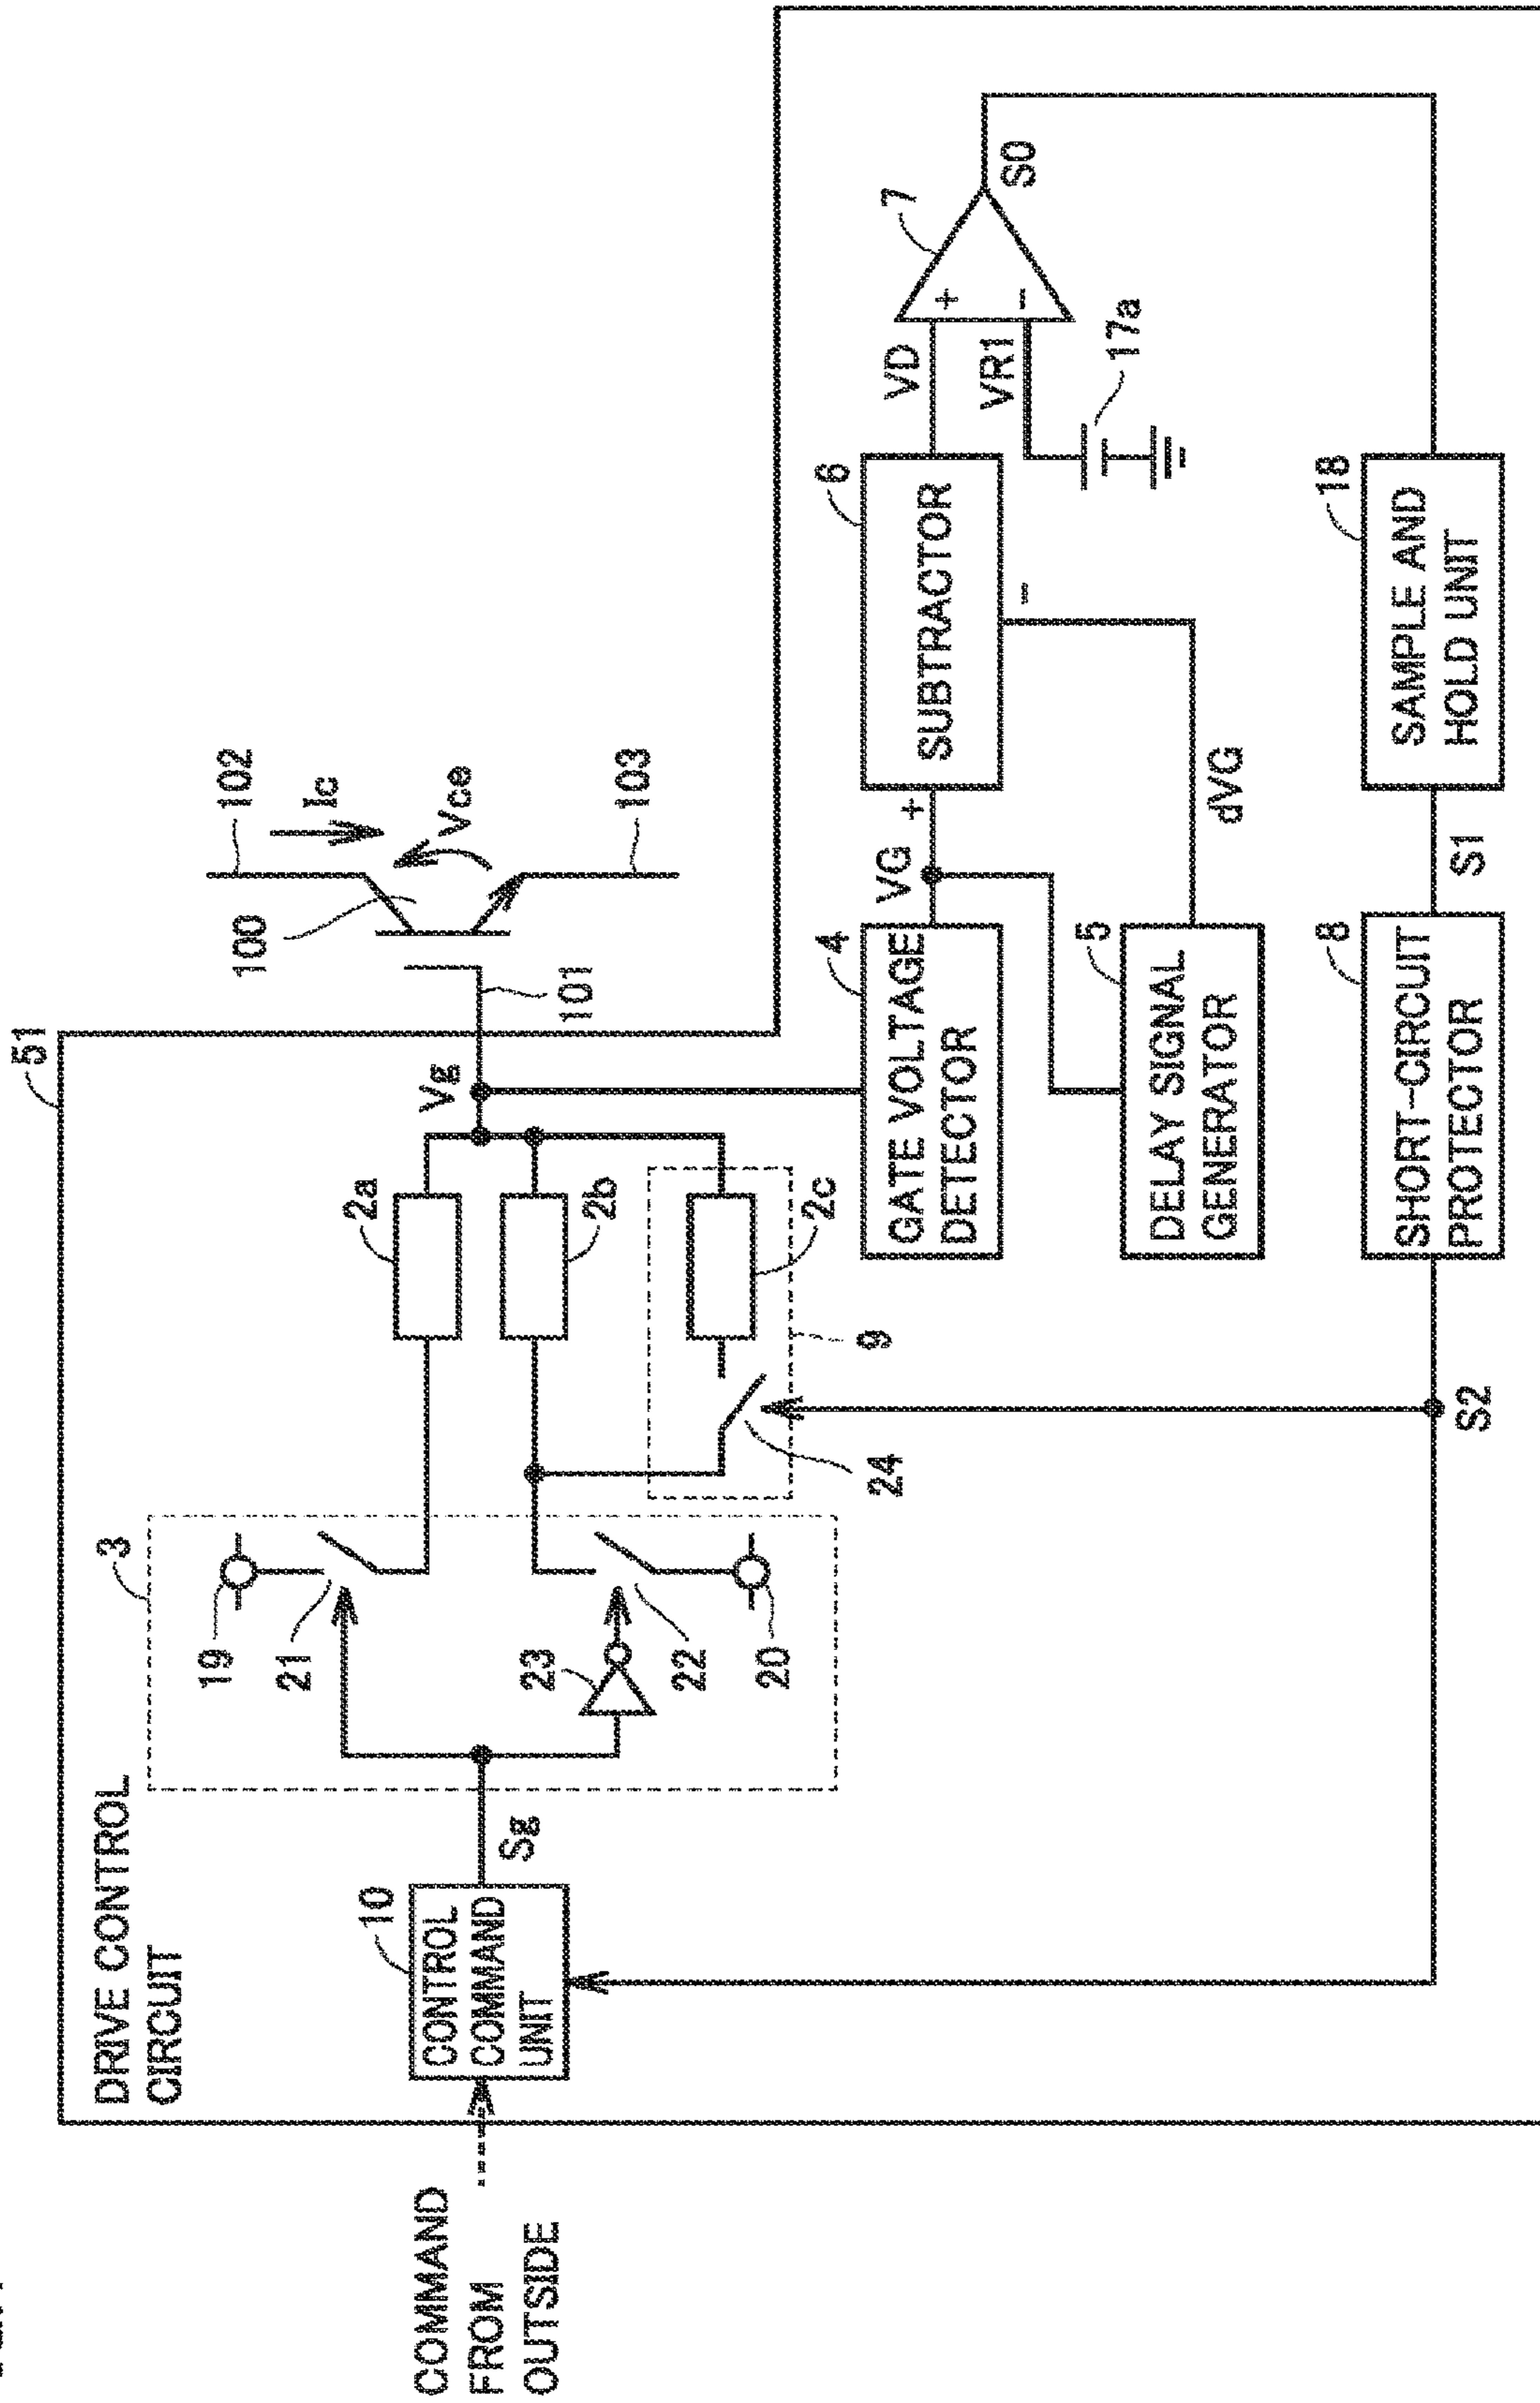 51
DRIVE CONTROL
CIRCUIT
3
19
21
23
22
20
10
CONTROL
COMMAND
UNIT
Sg
COMMAND
FROM
OUTSIDE
2a
2b
2c
9
24
Vg
101
100
102
Ic
Vce
103
4
GATE VOLTAGE
DETECTOR
VG
+
5
DELAY SIGNAL
GENERATOR
dVG
6
SUBTRACTOR
-
VD
VR1
17a
7
+
-
S0
18
SAMPLE AND
HOLD UNIT
S1
8
SHORT-CIRCUIT
PROTECTOR
S2